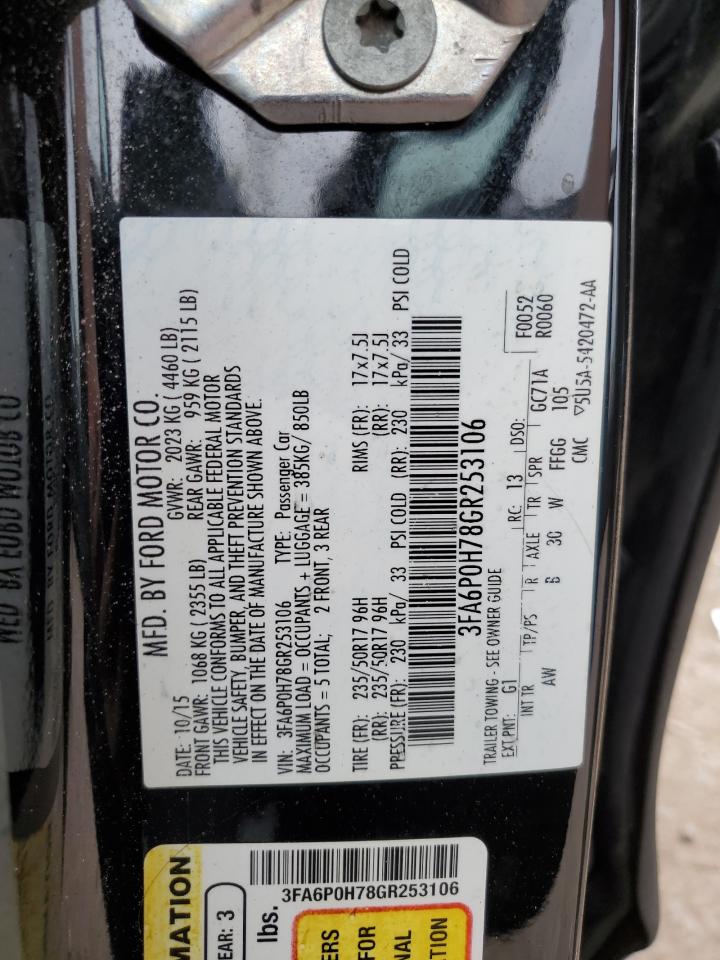 MFD. BY FORD MOTOR CO.
DATE: 10/15 GVWR: 2023 KG ( 4460 LB)
FRONT GAWR: 1068 KG ( 2355 LB) REAR GAWR: 959 KG ( 2115 LB)
THIS VEHICLE CONFORMS TO ALL APPLICABLE FEDERAL MOTOR
VEHICLE SAFETY, BUMPER, AND THEFT PREVENTION STANDARDS
IN EFFECT ON THE DATE OF MANUFACTURE SHOWN ABOVE.
VIN: 3FA6P0H78GR253106 TYPE: Passenger Car
MAXIMUM LOAD = OCCUPANTS + LUGGAGE = 385KG/ 850LB
OCCUPANTS = 5 TOTAL; 2 FRONT, 3 REAR
TIRE (FR): 235/50R17 96H RIMS (FR): 17x7.5J
(RR): 235/50R17 96H (RR): 17x7.5J
PRESSURE (FR): 230 kPa/ 33 PSI COLD (RR): 230 kPa/ 33 PSI COLD
3FA6P0H78GR253106
TRAILER TOWING - SEE OWNER GUIDE
EXT PNT: G1 RC: 13 DSO: F0052
R0060
INT TR TP/PS R AXLE TR SPR GC71A
AW B 30 W FFGG 105
CMC ▽5U5A-5420472-AA
MATION
EAR: 3
lbs.
3FA6P0H78GR253106
ERS
FOR
NAL
TION